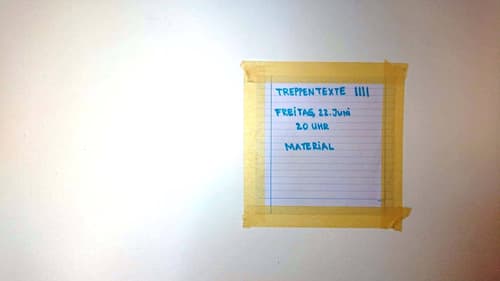 TREPPENTEXTE IIII
FREiTAG, 22. Juni
20 UHR
MATERiAL